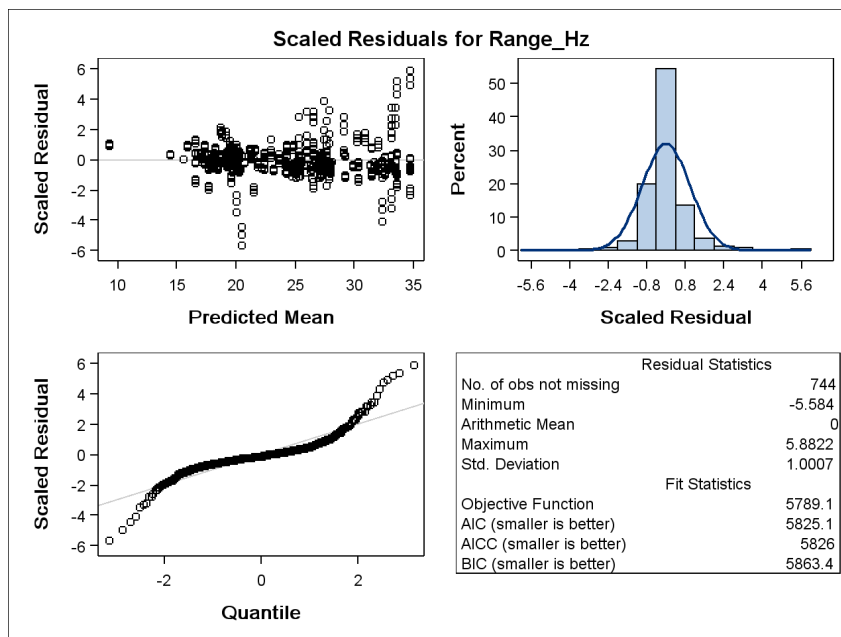 Scaled Residuals for Range_Hz
Scaled Residual
6
4
2
0
-2
-4
-6
10 15 20 25 30 35
Predicted Mean
Percent
50
40
30
20
10
0
-5.6 -4 -2.4 -0.8 0.8 2.4 4 5.6
Scaled Residual
Scaled Residual
6
4
2
0
-2
-4
-6
-2 0 2
Quantile
Residual Statistics
No. of obs not missing 744
Minimum -5.584
Arithmetic Mean 0
Maximum 5.8822
Std. Deviation 1.0007
Fit Statistics
Objective Function 5789.1
AIC (smaller is better) 5825.1
AICC (smaller is better) 5826
BIC (smaller is better) 5863.4